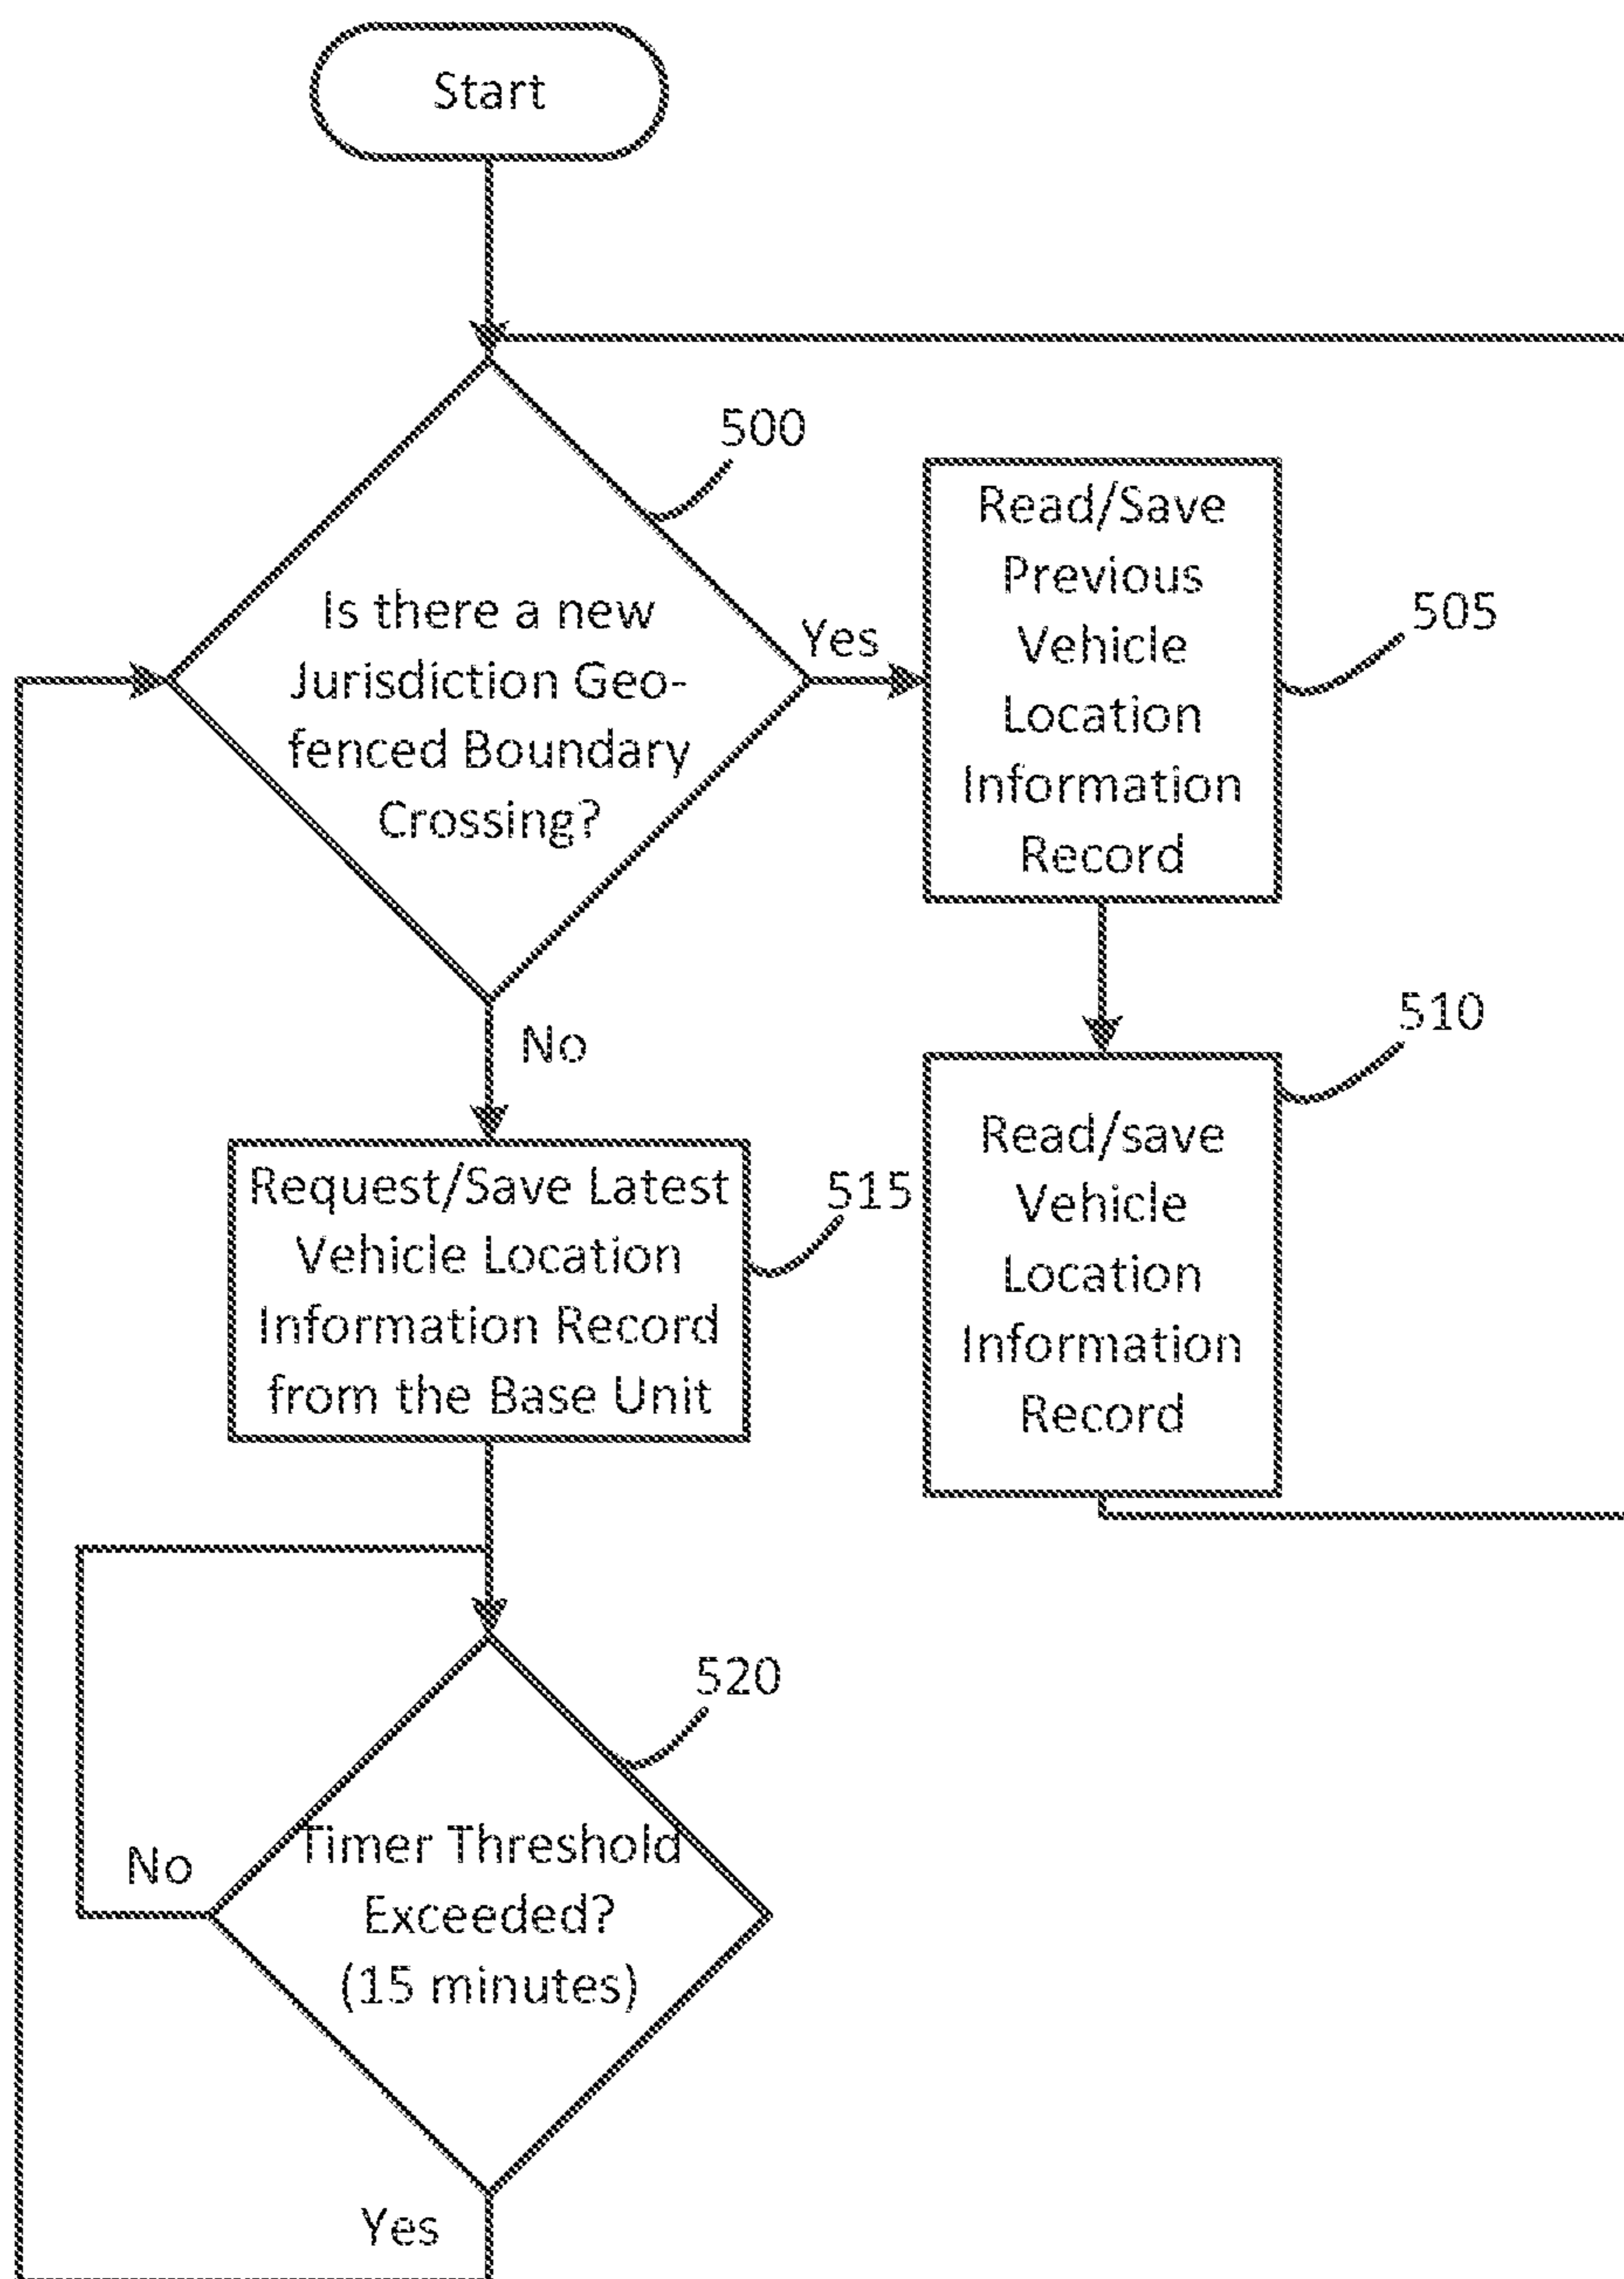 Start
500
Is there a new
Jurisdiction Geo-
fenced Boundary
Crossing?
Yes
Read/Save
Previous
Vehicle
Location
Information
Record
505
No
510
Read/save
Vehicle
Location
Information
Record
Request/Save Latest
Vehicle Location
Information Record
from the Base Unit
515
520
Timer Threshold
Exceeded?
(15 minutes)
No
Yes